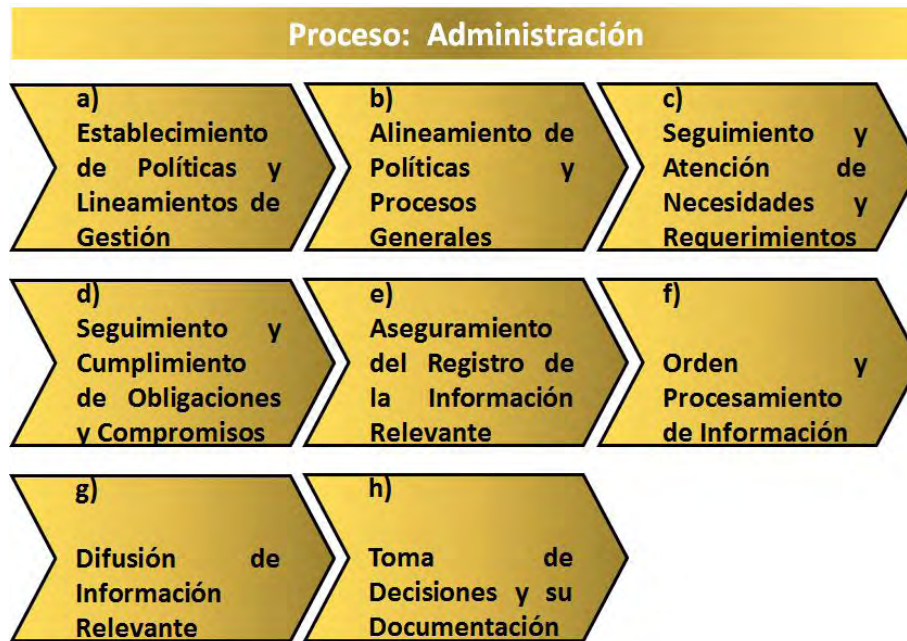 Proceso: Administración
a)
Establecimiento
de Políticas y
Lineamientos de
Gestión
b)
Alineamiento de
Políticas y
Procesos
Generales
c)
Seguimiento y
Atención de
Necesidades y
Requerimientos
d)
Seguimiento y
Cumplimiento
de Obligaciones
y Compromisos
e)
Aseguramiento
del Registro de
la Información
Relevante
f)
Orden y
Procesamiento
de Información
g)
Difusión de
Información
Relevante
h)
Toma de
Decisiones y su
Documentación